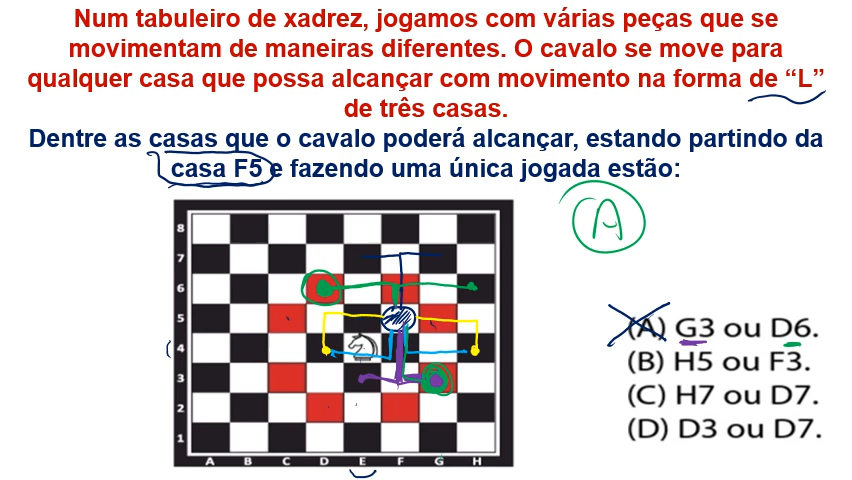 Num tabuleiro de xadrez, jogamos com várias peças que se
movimentam de maneiras diferentes. O cavalo se move para
qualquer casa que possa alcançar com movimento na forma de “L”
de três casas.
Dentre as casas que o cavalo poderá alcançar, estando partindo da
casa F5 e fazendo uma única jogada estão:
A
8
7
6
5
4
3
2
1
A B C D E F G H
(A) G3 ou D6.
(B) H5 ou F3.
(C) H7 ou D7.
(D) D3 ou D7.